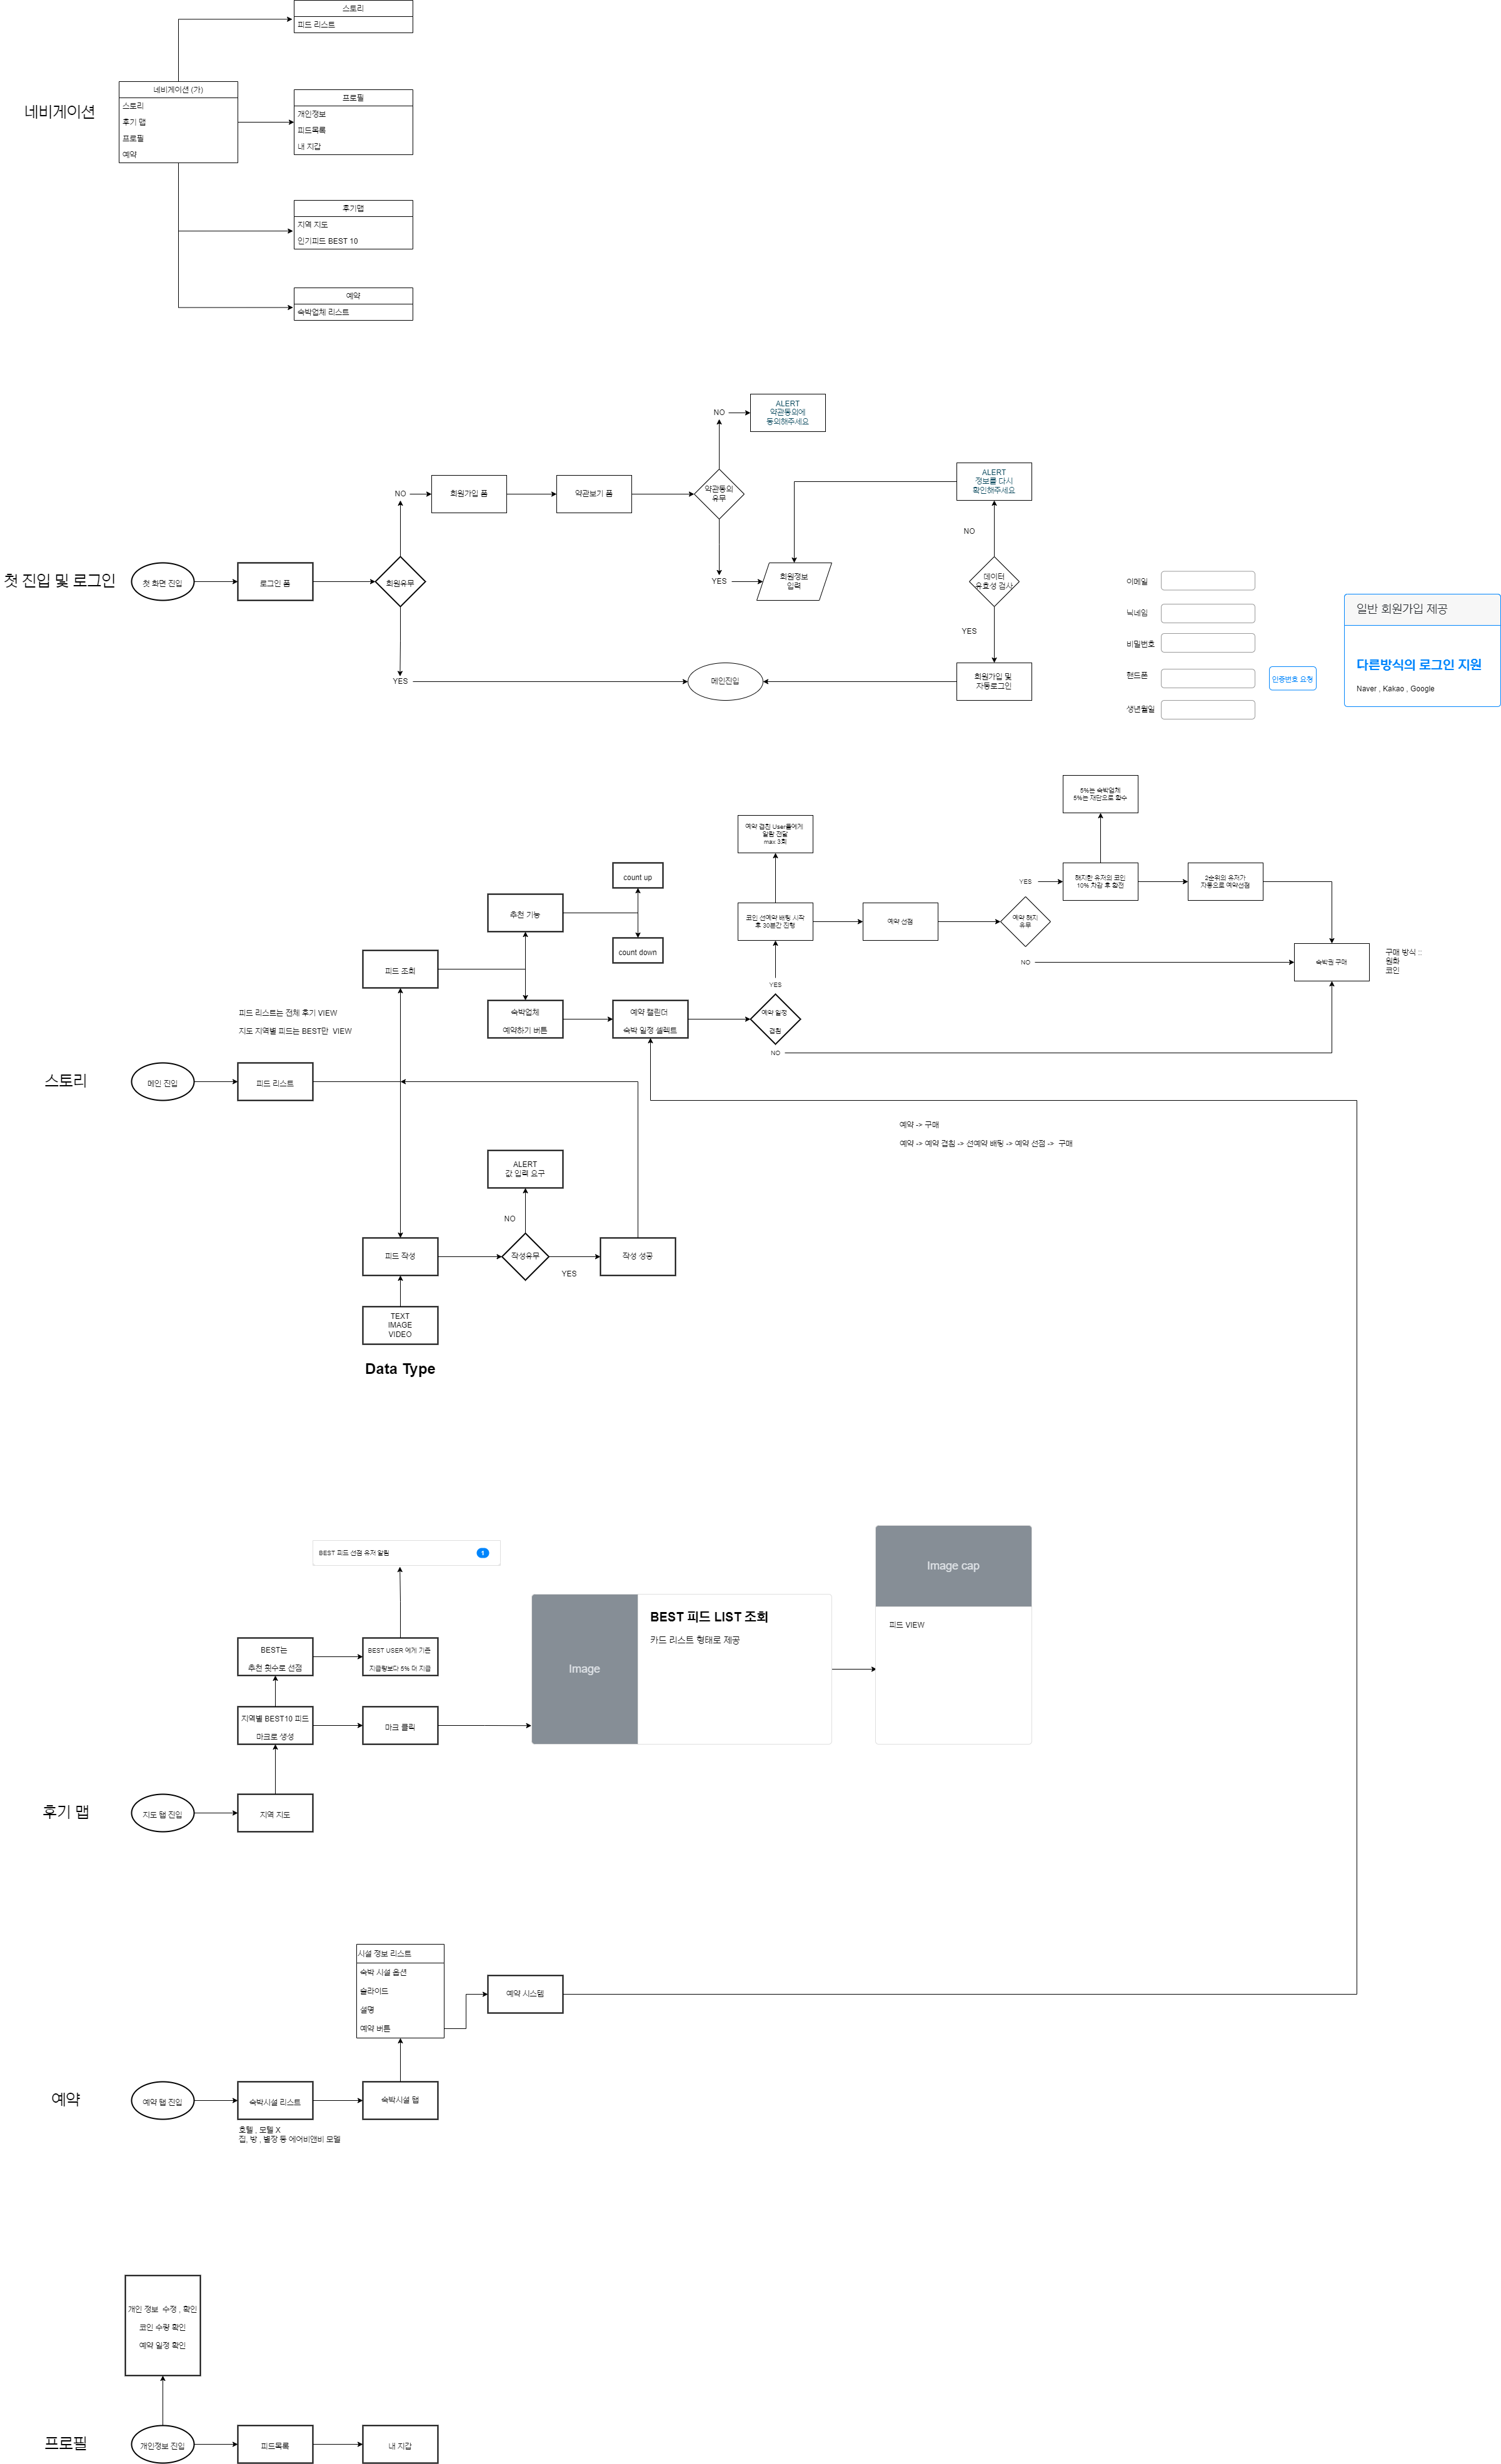 스토리
피드 리스트
네비게이션
네비게이션 (가)
스토리
후기 맵
프로필
예약
프로필
개인정보
피드목록
내 지갑
후기맵
지역 지도
인기피드 BEST 10
예약
숙박업체 리스트
첫 진입 및 로그인
첫 화면 진입
로그인 폼
회원유무
NO
회원가입 폼
약관보기 폼
약관동의
유무
NO
ALERT
약관동의에
동의해주세요
YES
회원정보
입력
ALERT
정보를 다시
확인해주세요
NO
데이터
유효성 검사
YES
회원가입 및
자동로그인
메인진입
YES
이메일
닉네임
비밀번호
핸드폰
인증번호 요청
생년월일
일반 회원가입 제공
다른방식의 로그인 지원
Naver , Kakao , Google
스토리
메인 진입
피드 리스트
피드 리스트는 전체 후기 VIEW
지도 지역별 피드는 BEST만 VIEW
피드 조회
추천 기능
count up
count down
숙박업체
예약하기 버튼
예약 캘린더
숙박 일정 셀렉트
예약 일정
겹침
YES
NO
코인 선예약 배팅 시작
후 30분간 진행
예약 겹친 User들에게
알림 전달
max 3회
예약 선점
예약 해지
유무
YES
NO
해지한 유저의 코인
10% 차감 후 환전
5%는 숙박업체
5%는 재단으로 회수
2순위의 유저가
자동으로 예약선점
숙박권 구매
구매 방식 ::
원화
코인
예약 -> 구매
예약 -> 예약 겹침 -> 선예약 배팅 -> 예약 선점 -> 구매
피드 작성
작성유무
NO
ALERT
값 입력 요구
YES
작성 성공
TEXT
IMAGE
VIDEO
Data Type
후기 맵
지도 탭 진입
지역 지도
지역별 BEST10 피드
마크로 생성
BEST는
추천 횟수로 선점
BEST USER 에게 기존
지급량보다 5% 더 지급
BEST 피드 선점 유저 알림
1
마크 클릭
Image
BEST 피드 LIST 조회
카드 리스트 형태로 제공
Image cap
피드 VIEW
예약
예약 탭 진입
숙박시설 리스트
호텔 , 모텔 X
집, 방 , 별장 등 에어비앤비 모델
숙박시설 탭
시설 정보 리스트
숙박 시설 옵션
슬라이드
설명
예약 버튼
예약 시스템
프로필
개인정보 진입
개인 정보 수정 , 확인
코인 수량 확인
예약 일정 확인
피드목록
내 지갑